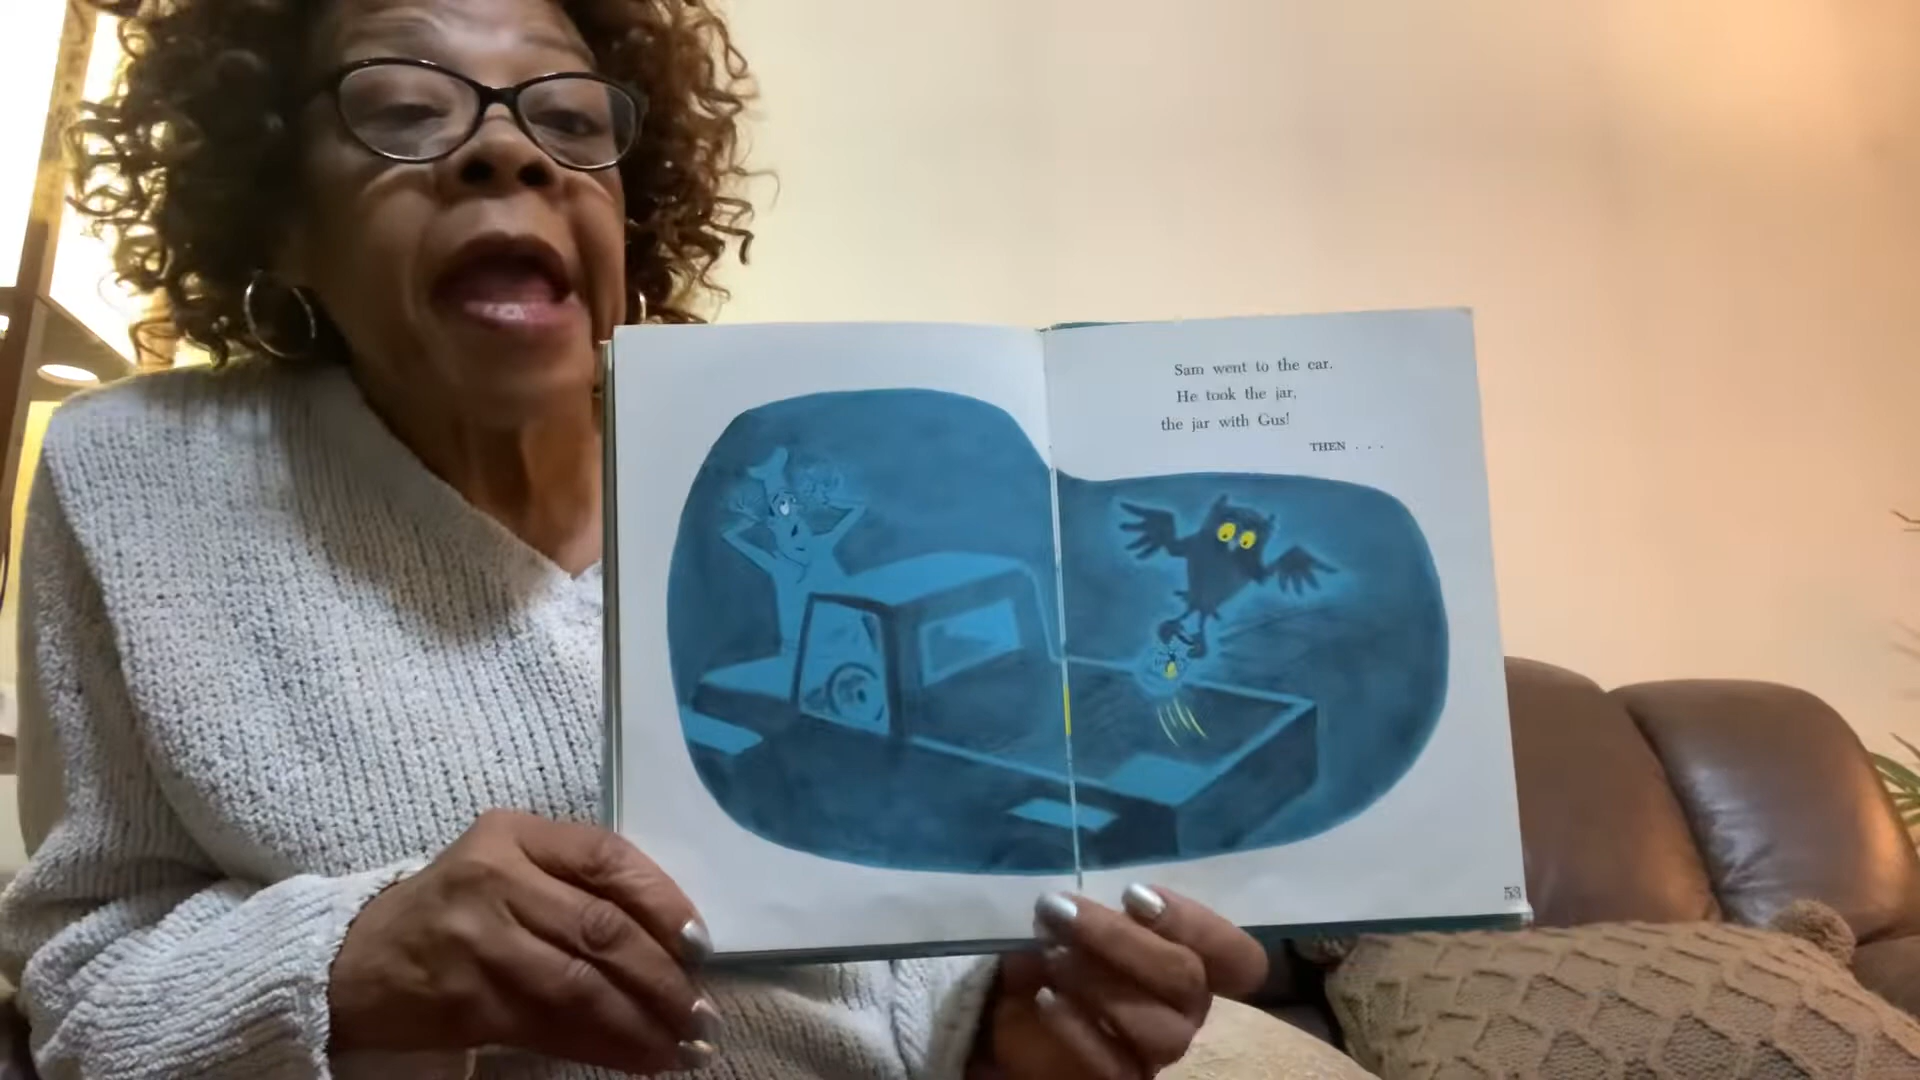 Sam went to the car.
He took the jar,
the jar with Gus!
THEN . . .
53